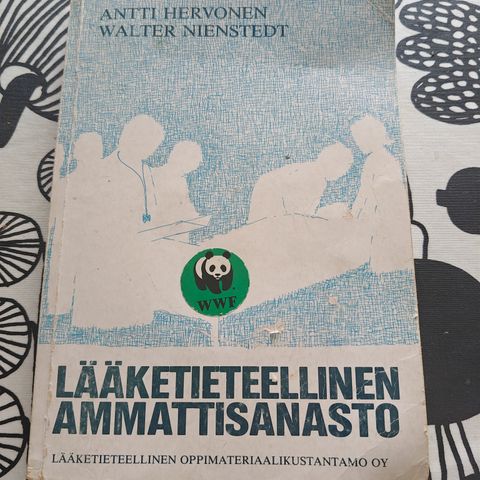 ANTTI HERVONEN
WALTER NIENSTEDT
WWF
LÄÄKETIETEELLINEN
AMMATTISANASTO
LÄÄKETIETEELLINEN OPPIMATERIAALIKUSTANTAMO OY